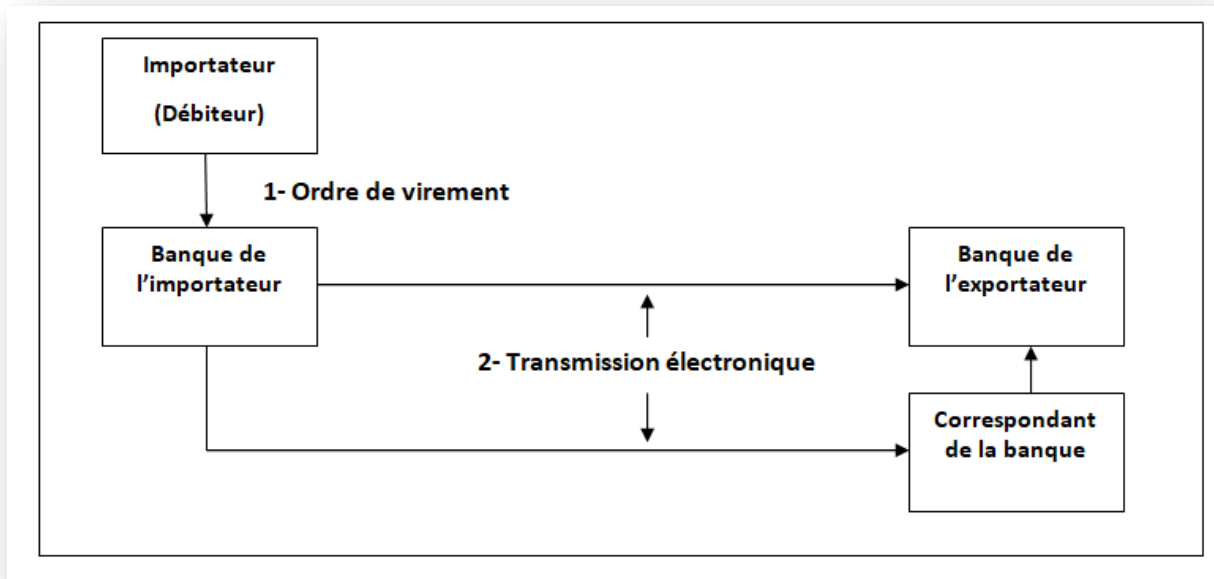 Importateur
(Débiteur)
1- Ordre de virement
Banque de
l’importateur
Banque de
l’exportateur
2- Transmission électronique
Correspondant
de la banque